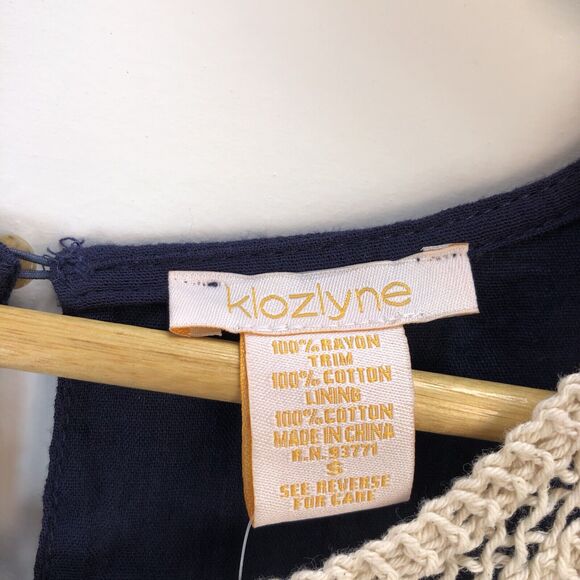 klozlyne
100% RAYON
TRIM
100% COTTON
LINING
100% COTTON
MADE IN CHINA
R.N. 93771
S
SEE REVERSE
FOR CARE